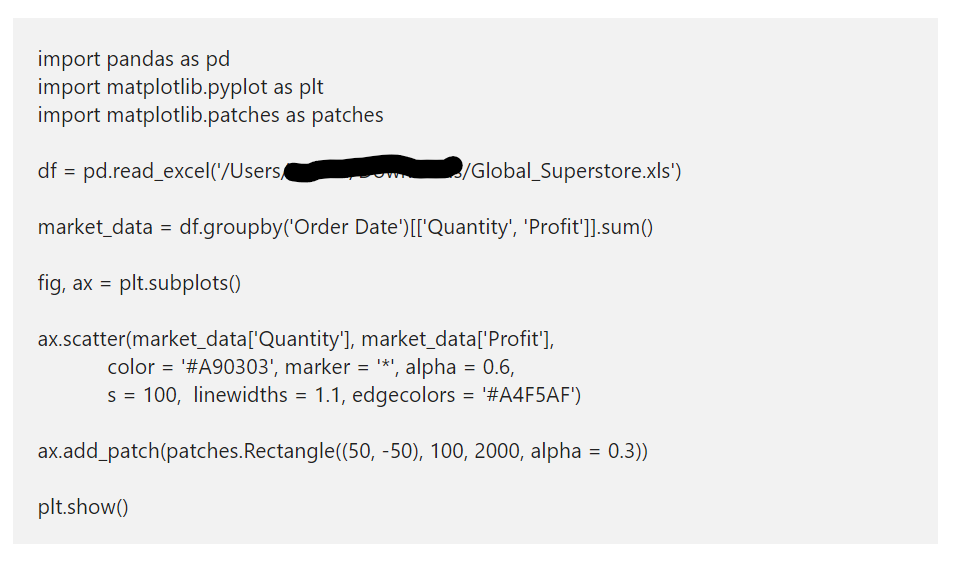 import pandas as pd
import matplotlib.pyplot as plt
import matplotlib.patches as patches
df = pd.read_excel('/Users/ /Global_Superstore.xls')
market_data = df.groupby('Order Date')[['Quantity', 'Profit']].sum()
fig, ax = plt.subplots()
ax.scatter(market_data['Quantity'], market_data['Profit'],
color = '#A90303', marker = '*', alpha = 0.6,
s = 100,  linewidths = 1.1, edgecolors = '#A4F5AF')
ax.add_patch(patches.Rectangle((50, -50), 100, 2000, alpha = 0.3))
plt.show()